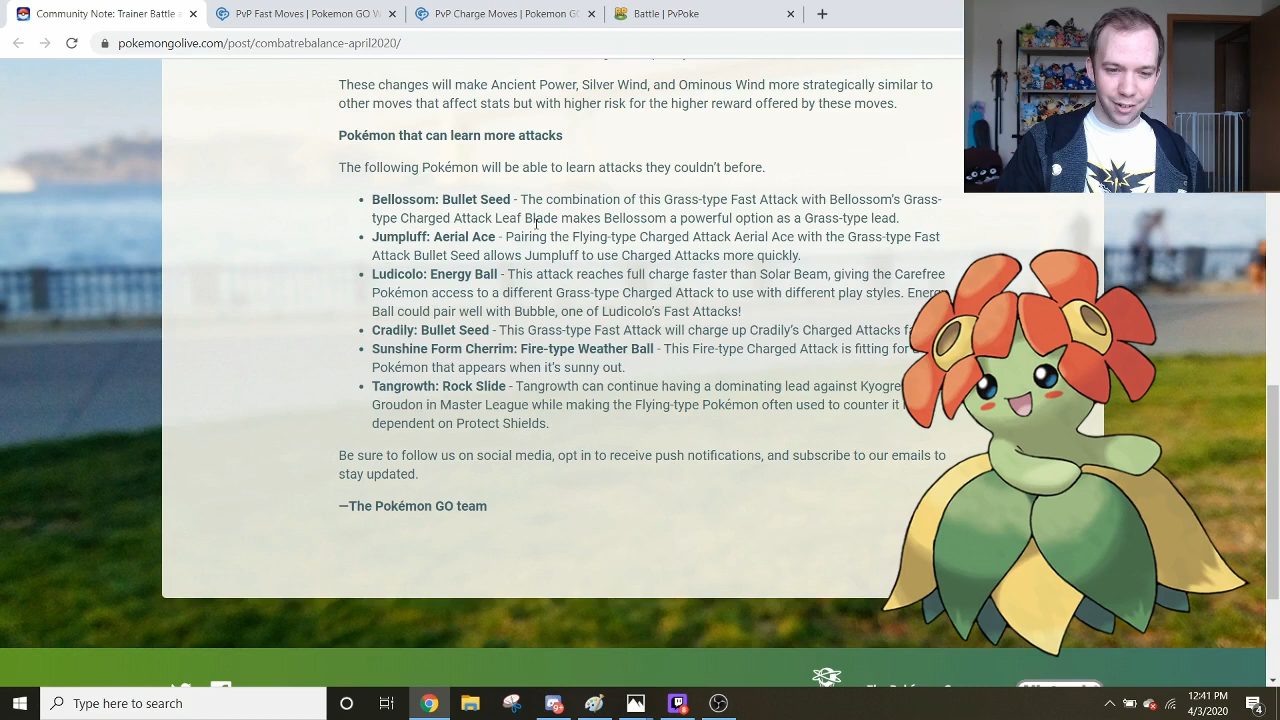 Combat Notes: Trainer
PvP Fast Moves | Pokemon GO W
PvP Charge Moves | Pokemon GO
Battle | PvPoke
pokemongolive.com/post/combatrebalance-apr2020/
These changes will make Ancient Power, Silver Wind, and Ominous Wind more strategically similar to
other moves that affect stats but with higher risk for the higher reward offered by these moves.
Pokémon that can learn more attacks
The following Pokémon will be able to learn attacks they couldn't before.
• Bellossom: Bullet Seed - The combination of this Grass-type Fast Attack with Bellossom's Grass-
type Charged Attack Leaf Blade makes Bellossom a powerful option as a Grass-type lead.
• Jumpluff: Aerial Ace - Pairing the Flying-type Charged Attack Aerial Ace with the Grass-type Fast
Attack Bullet Seed allows Jumpluff to use Charged Attacks more quickly.
• Ludicolo: Energy Ball - This attack reaches full charge faster than Solar Beam, giving the Carefree
Pokémon access to a different Grass-type Charged Attack to use with different play styles. Energy
Ball could pair well with Bubble, one of Ludicolo's Fast Attacks!
• Cradily: Bullet Seed - This Grass-type Fast Attack will charge up Cradily's Charged Attacks
• Sunshine Form Cherrim: Fire-type Weather Ball - This Fire-type Charged Attack is fitting for
Pokémon that appears when it's sunny out.
• Tangrowth: Rock Slide - Tangrowth can continue having a dominating lead against Kyogre
Groudon in Master League while making the Flying-type Pokémon often used to counter it
dependent on Protect Shields.
Be sure to follow us on social media, opt in to receive push notifications, and subscribe to our emails to
stay updated.
—The Pokémon GO team
Type here to search
12:41 PM
4/3/2020
4